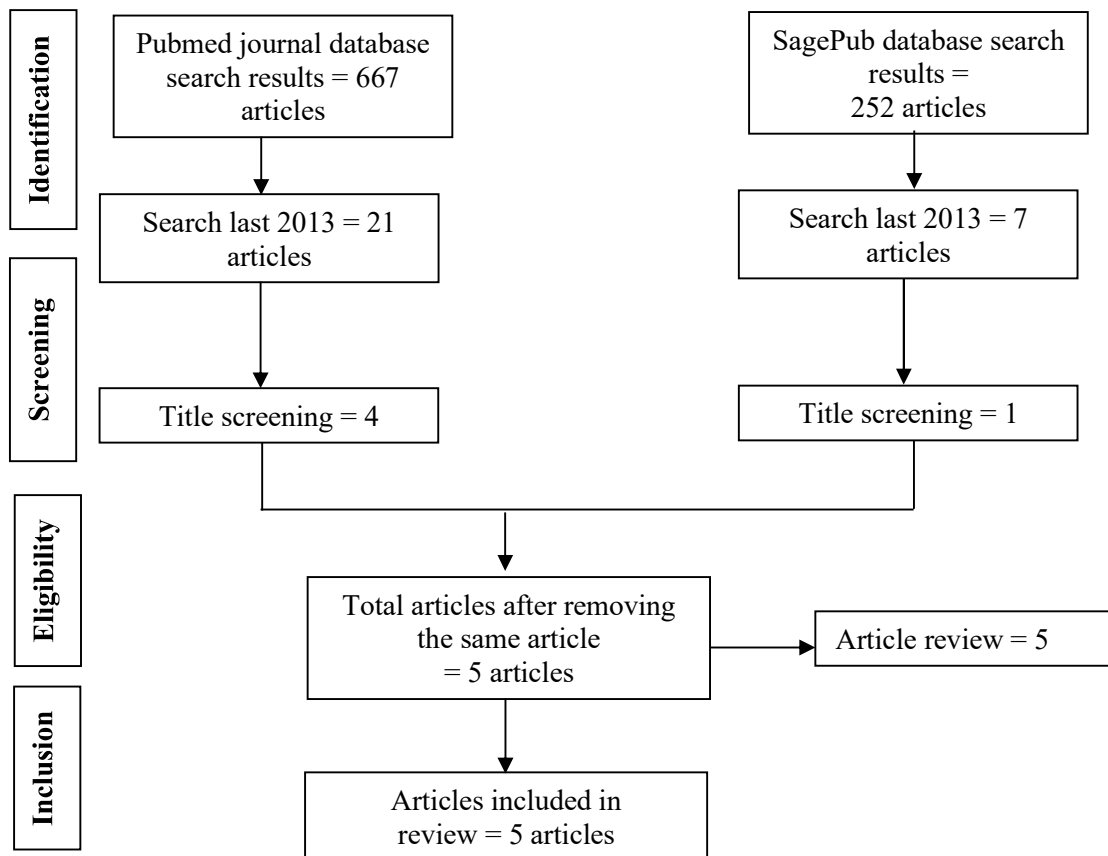 Identification
Pubmed journal database
search results = 667
articles
SagePub database search
results =
252 articles
Search last 2013 = 21
articles
Search last 2013 = 7
articles
Screening
Title screening = 4
Title screening = 1
Eligibility
Total articles after removing
the same article
= 5 articles
Article review = 5
Inclusion
Articles included in
review = 5 articles